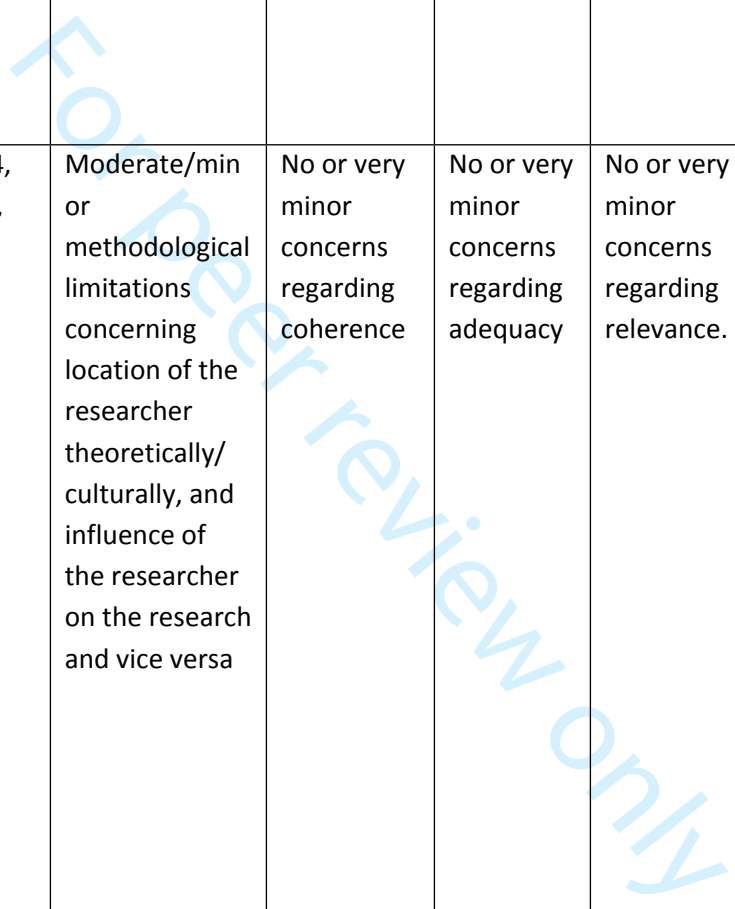 4,
Moderate/min
or
methodological
limitations
concerning
location of the
researcher
theoretically/
culturally, and
influence of
the researcher
on the research
and vice versa
No or very
minor
concerns
regarding
coherence
No or very
minor
concerns
regarding
adequacy
No or very
minor
concerns
regarding
relevance.
For peer review only